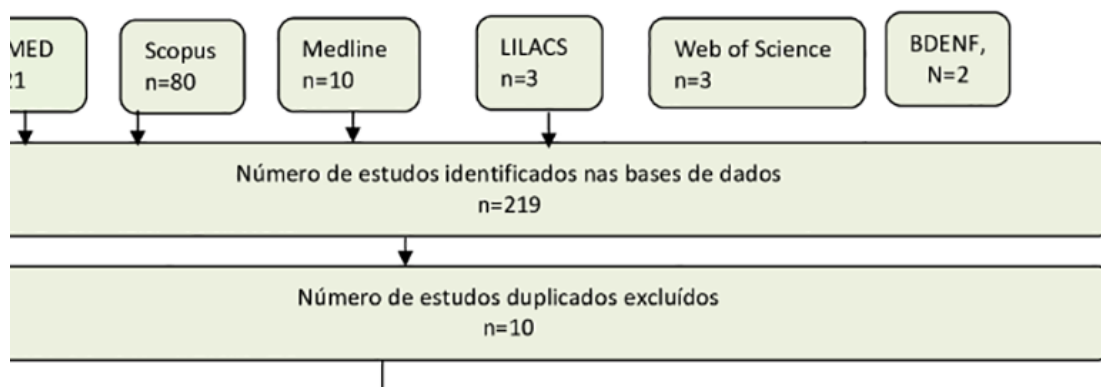 MED
21
Scopus
n=80
Medline
n=10
LILACS
n=3
Web of Science
n=3
BDENF,
N=2
Número de estudos identificados nas bases de dados
n=219
Número de estudos duplicados excluídos
n=10